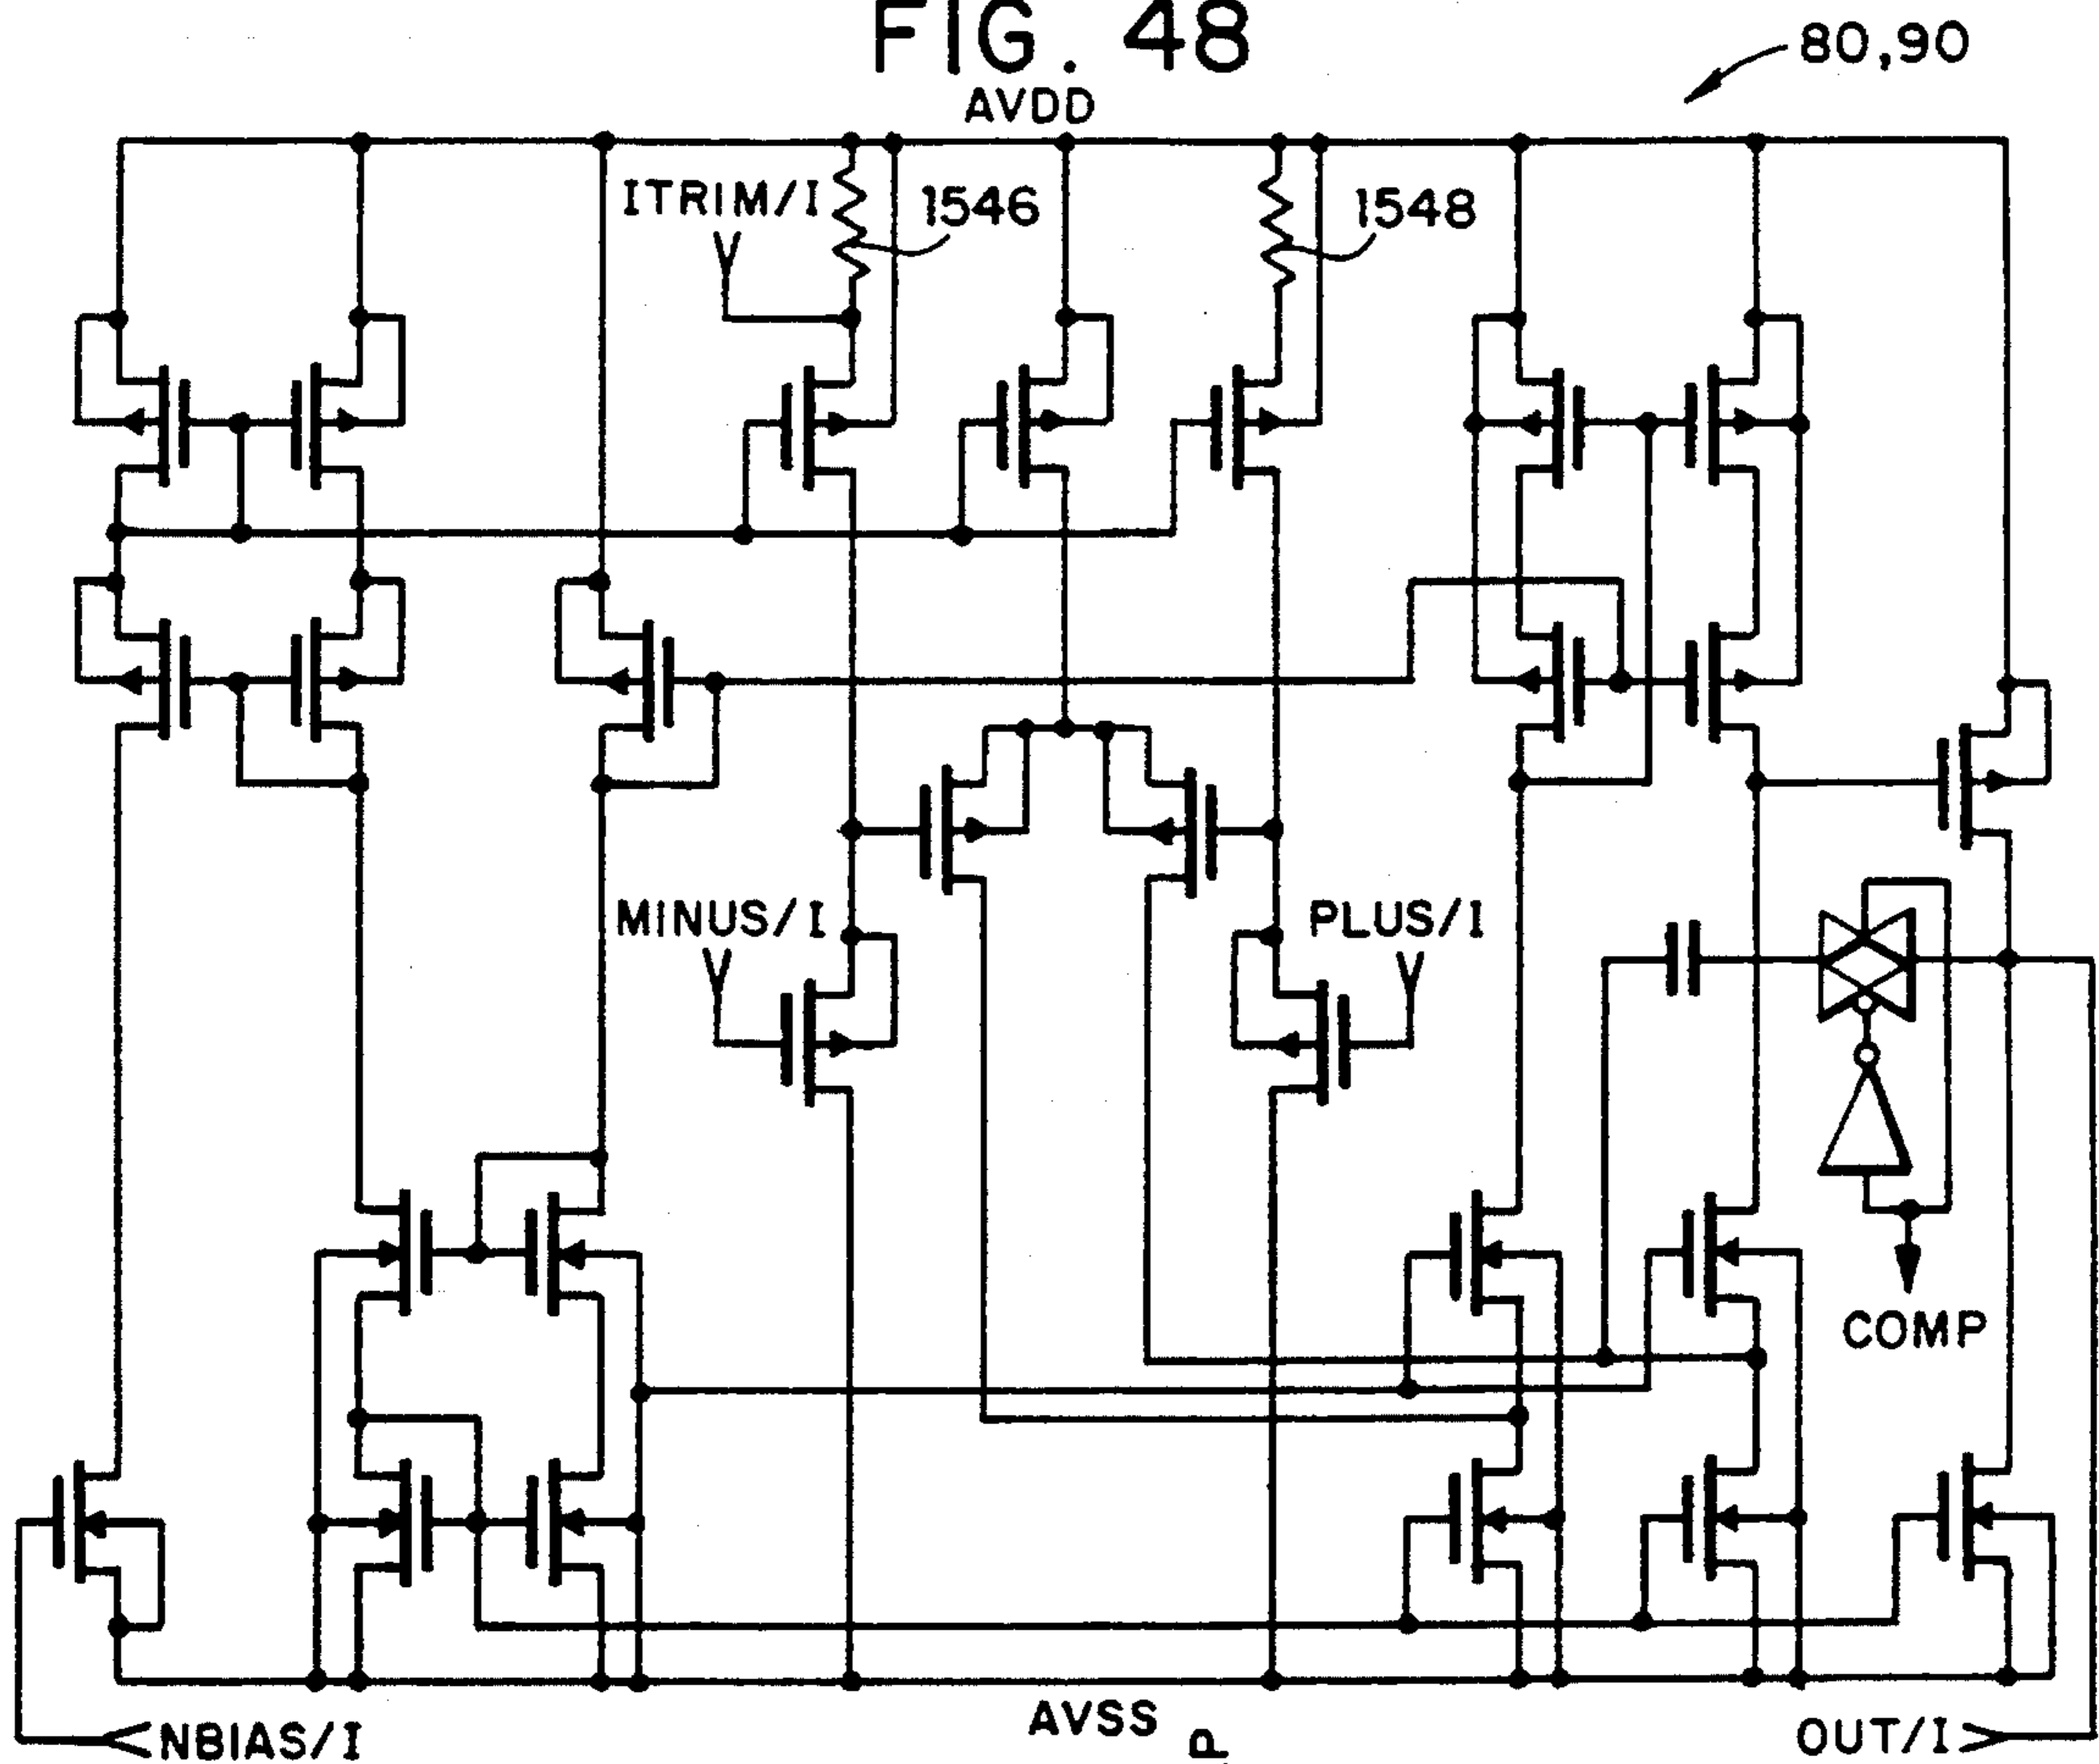 FIG. 48
80,90
AVDD
ITRIM/I
1546
1548
MINUS/I
PLUS/I
COMP
AVSS
NBIAS/I
P
OUT/I